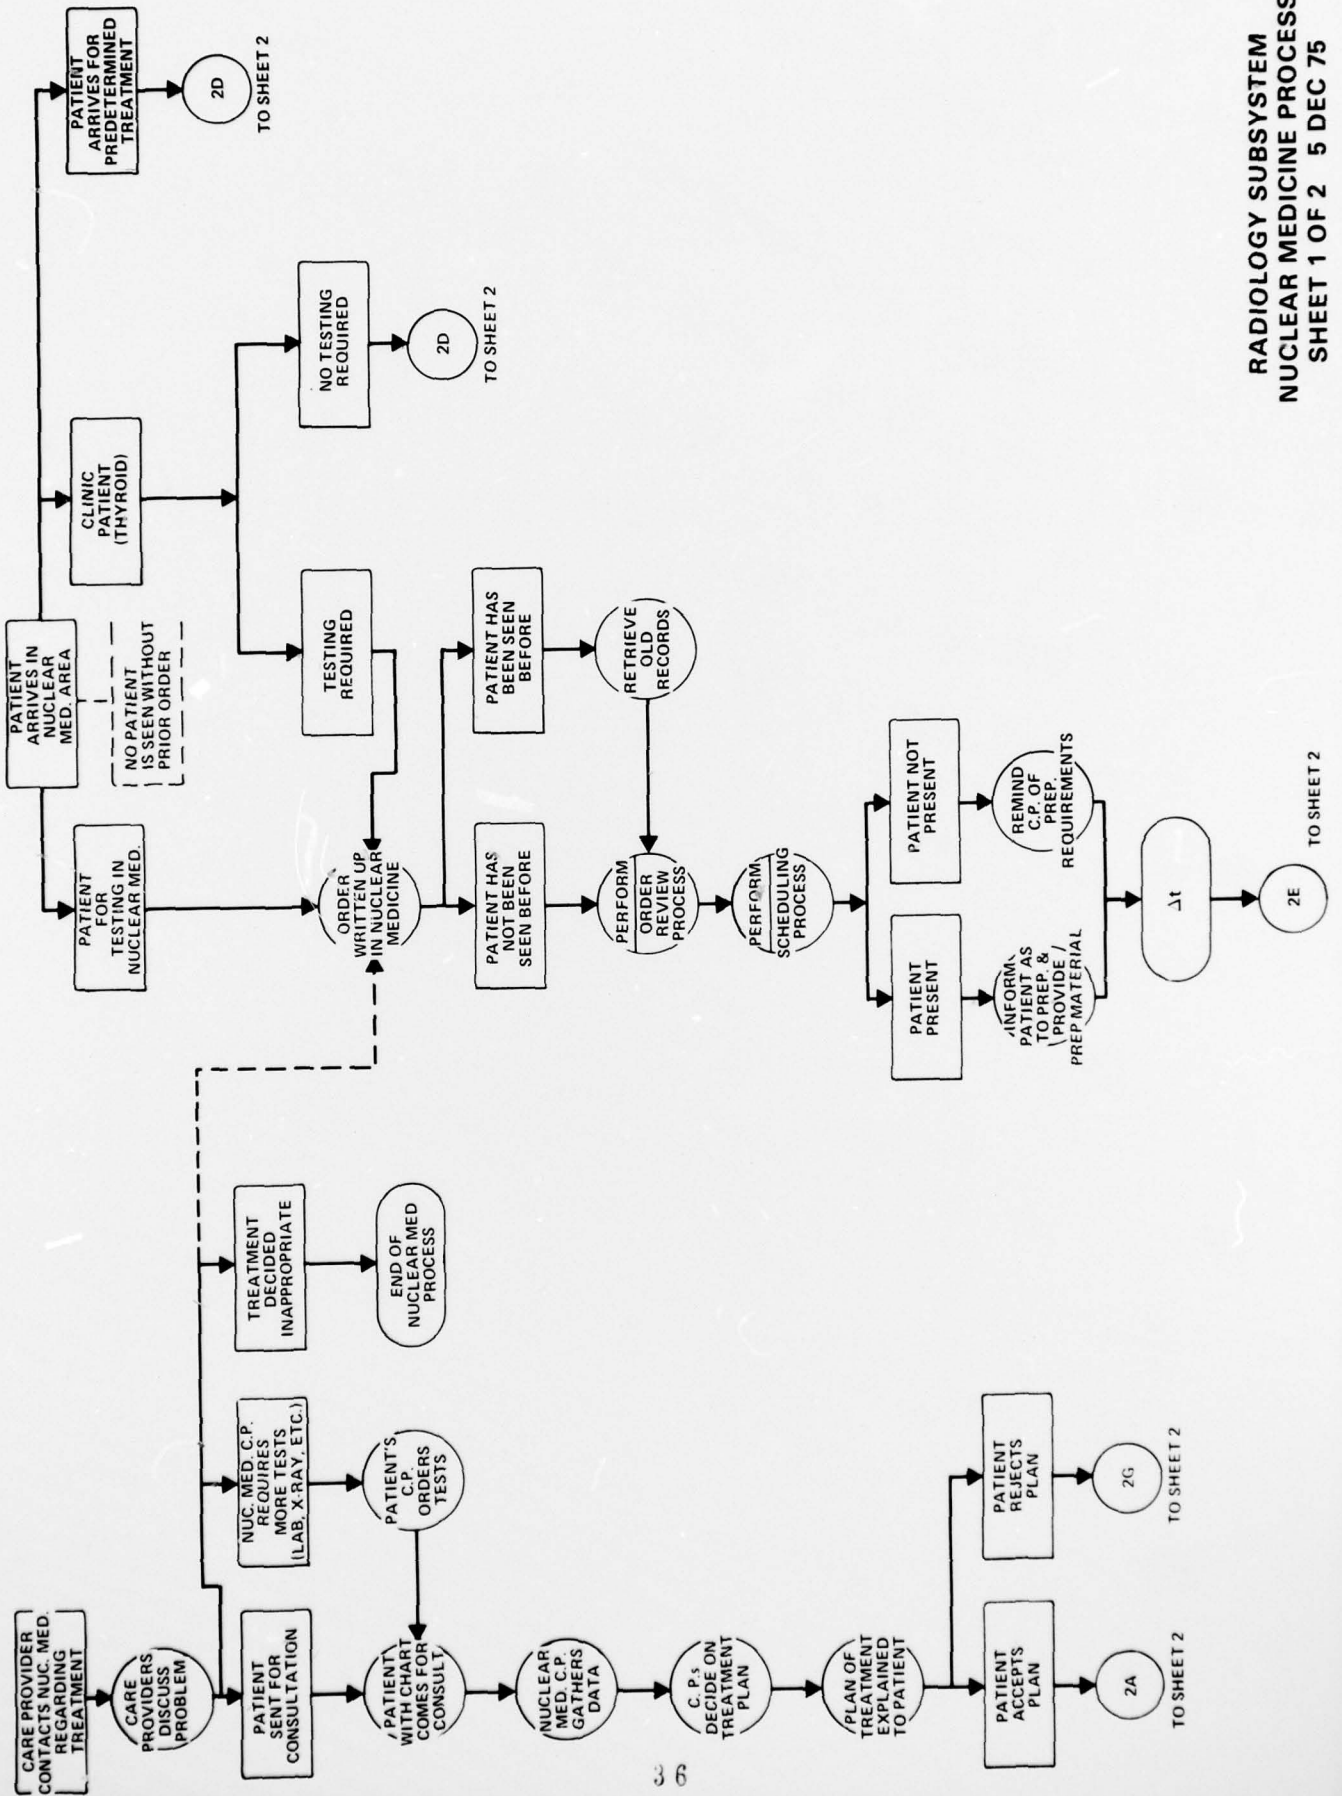 CARE PROVIDER
CONTACTS NUC. MED.
REGARDING
TREATMENT
CARE
PROVIDERS
DISCUSS
PROBLEM
PATIENT
SENT FOR
CONSULTATION
NUC. MED. C.P.
REQUIRES
MORE TESTS
(LAB, X-RAY, ETC.)
TREATMENT
DECIDED
INAPPROPRIATE
PATIENT
WITH CHART
COMES FOR
CONSULT
PATIENT'S
C.P.
ORDERS
TESTS
END OF
NUCLEAR MED
PROCESS
NUCLEAR
MED. C.P.
GATHERS
DATA
C. P.s
DECIDE ON
TREATMENT
PLAN
PLAN OF
TREATMENT
EXPLAINED
TO PATIENT
PATIENT
ACCEPTS
PLAN
PATIENT
REJECTS
PLAN
2A
TO SHEET 2
2G
TO SHEET 2
PATIENT
ARRIVES IN
NUCLEAR
MED. AREA
NO PATIENT
IS SEEN WITHOUT
PRIOR ORDER
PATIENT
FOR
TESTING IN
NUCLEAR MED.
CLINIC
PATIENT
(THYROID)
PATIENT
ARRIVES FOR
PREDETERMINED
TREATMENT
2D
TO SHEET 2
TESTING
REQUIRED
NO TESTING
REQUIRED
2D
TO SHEET 2
ORDER
WRITTEN UP
IN NUCLEAR
MEDICINE
PATIENT HAS
NOT BEEN
SEEN BEFORE
PATIENT HAS
BEEN SEEN
BEFORE
RETRIEVE
OLD
RECORDS
PERFORM
ORDER
REVIEW
PROCESS
PERFORM
SCHEDULING
PROCESS
PATIENT
PRESENT
PATIENT NOT
PRESENT
INFORM
PATIENT AS
TO PREP. &
PROVIDE
PREP MATERIAL
REMIND
C.P. OF
PREP.
REQUIREMENTS
Δt
2E
TO SHEET 2
RADIOLOGY SUBSYSTEM
NUCLEAR MEDICINE PROCESS
SHEET 1 OF 2 5 DEC 75
36